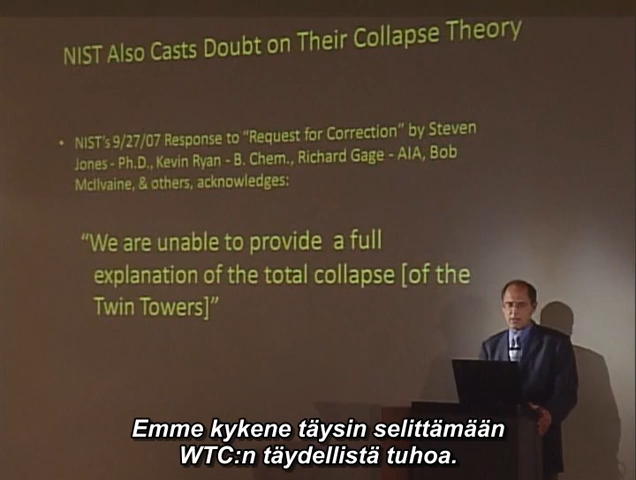 NIST Also Casts Doubt on Their Collapse Theory
• NIST's 9/27/07 Response to "Request for Correction" by Steven
Jones - Ph.D., Kevin Ryan - B. Chem., Richard Gage - AIA, Bob
McIlvaine, & others, acknowledges:
"We are unable to provide a full
explanation of the total collapse [of the
Twin Towers]"
Emme kykene täysin selittämään
WTC:n täydellistä tuhoa.